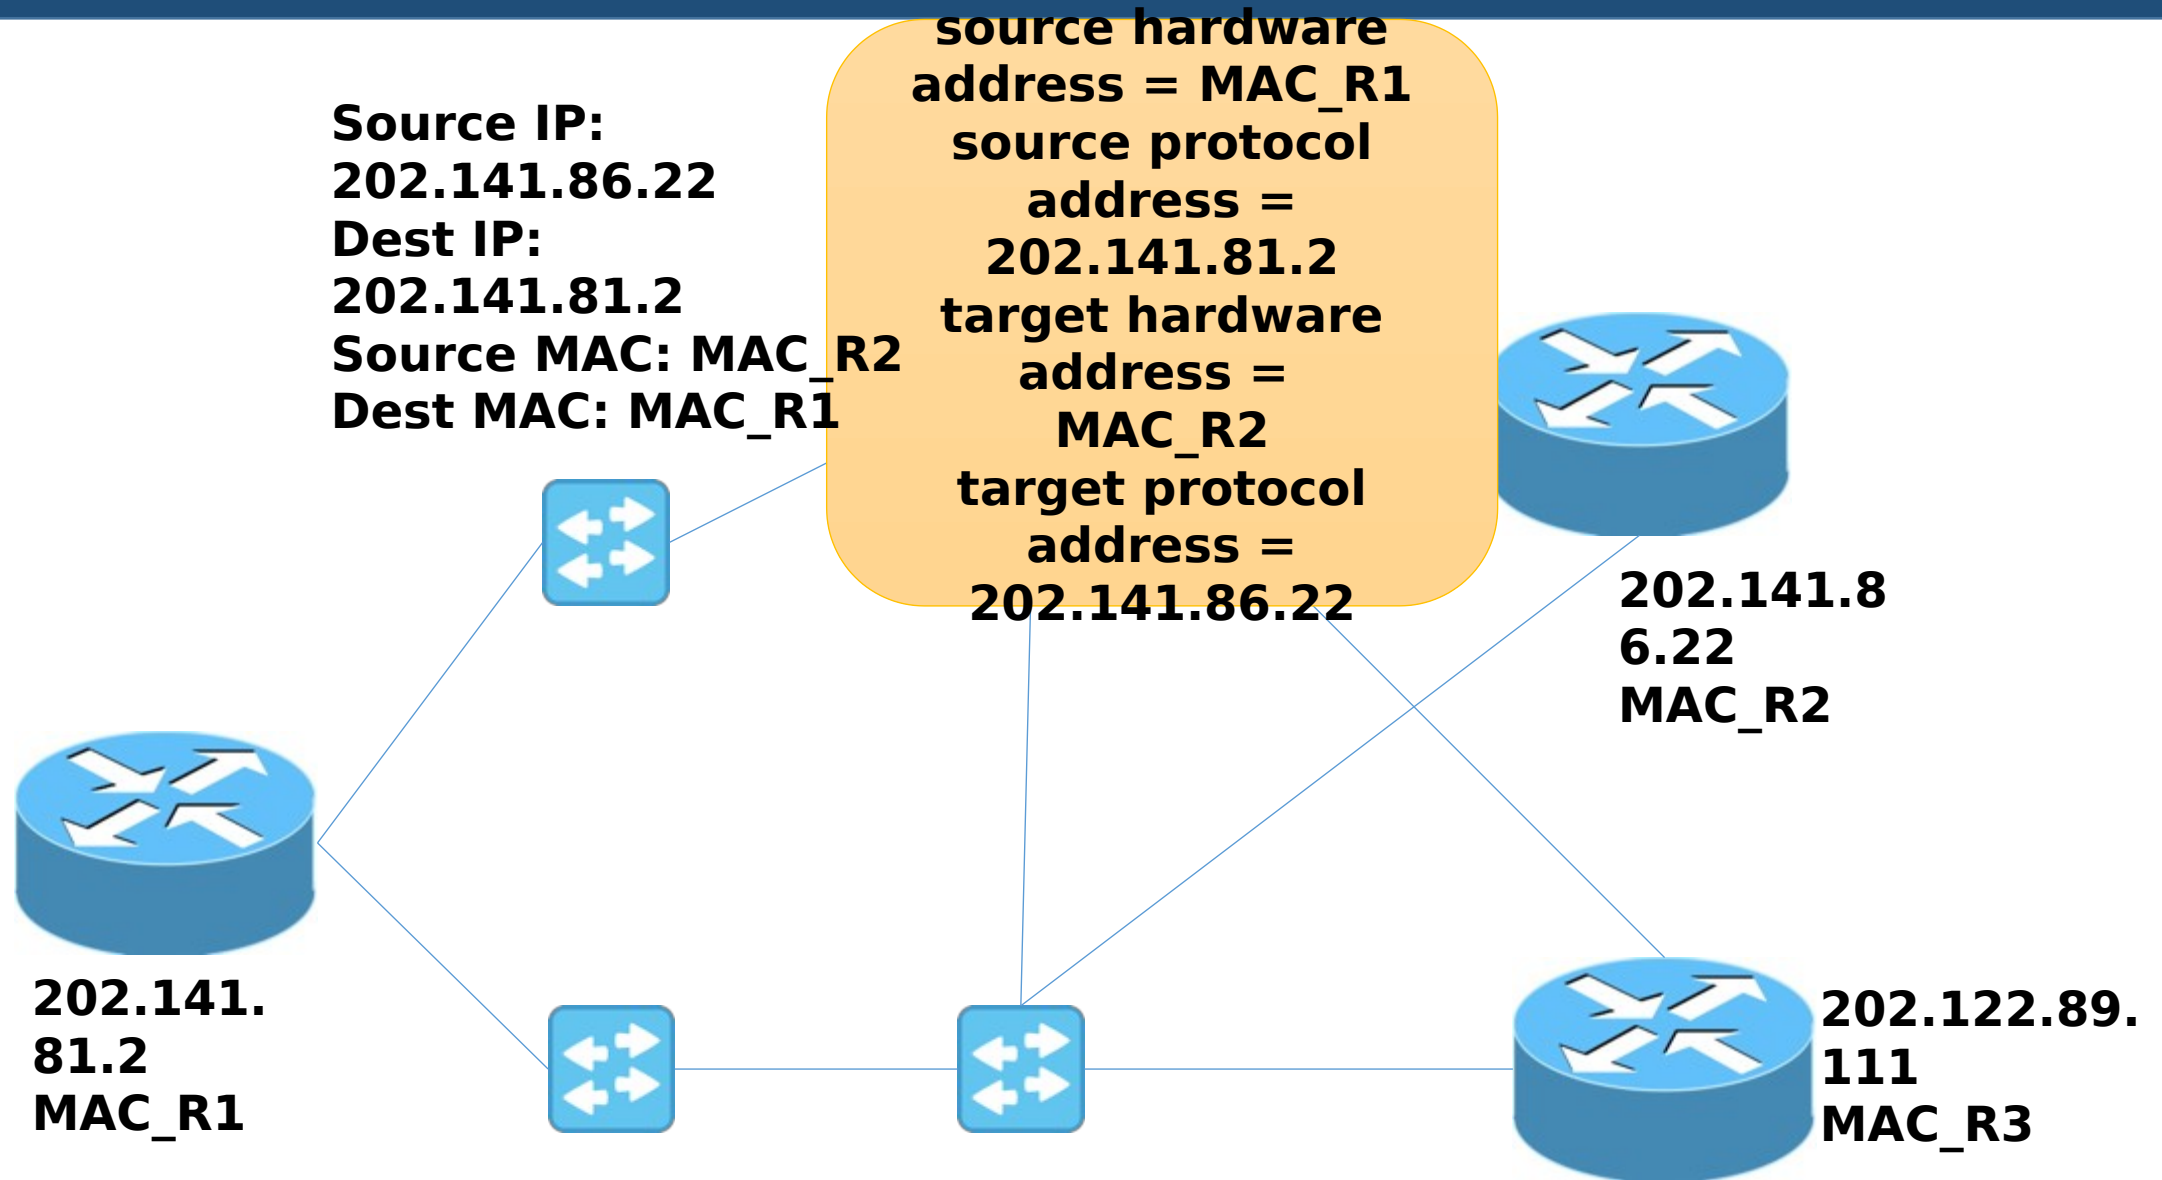 Source IP:
202.141.86.22
Dest IP:
202.141.81.2
Source MAC: MAC_R2
Dest MAC: MAC_R1
source hardware
address = MAC_R1
source protocol
address =
202.141.81.2
target hardware
address =
MAC_R2
target protocol
address =
202.141.86.22
202.141.8
6.22
MAC_R2
202.141.
81.2
MAC_R1
202.122.89.
111
MAC_R3